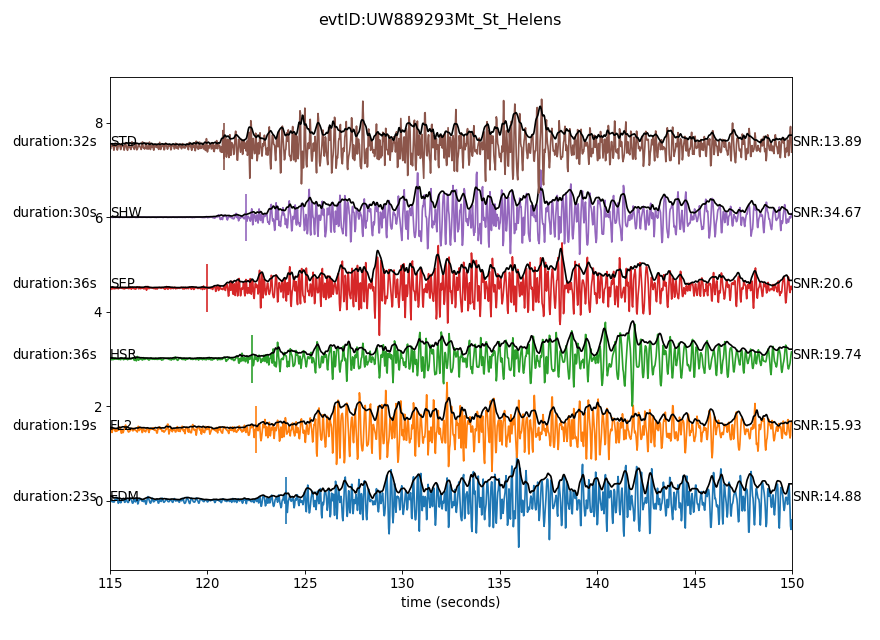 evtID:UW889293Mt_St_Helens
8
duration:32s STD SNR:13.89
duration:30s SHW SNR:34.67
6
duration:36s SEP SNR:20.6
4
duration:36s HSR SNR:19.74
2
duration:19s FL2 SNR:15.93
duration:23s EDM SNR:14.88
0
115 120 125 130 135 140 145 150
time (seconds)